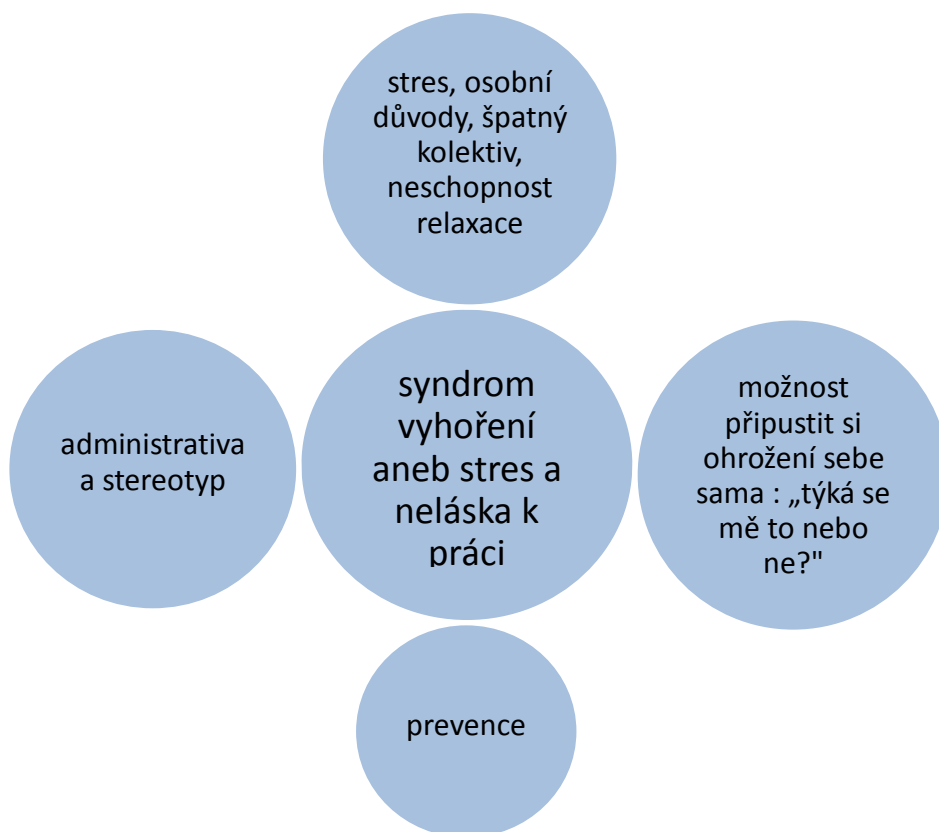 stres, osobní
důvody, špatný
kolektiv,
neschopnost
relaxace
administrativa
a stereotyp
syndrom
vyhoření
aneb stres a
neláska k
práci
možnost
připustit si
ohrožení sebe
sama : „týká se
mě to nebo
ne?"
prevence